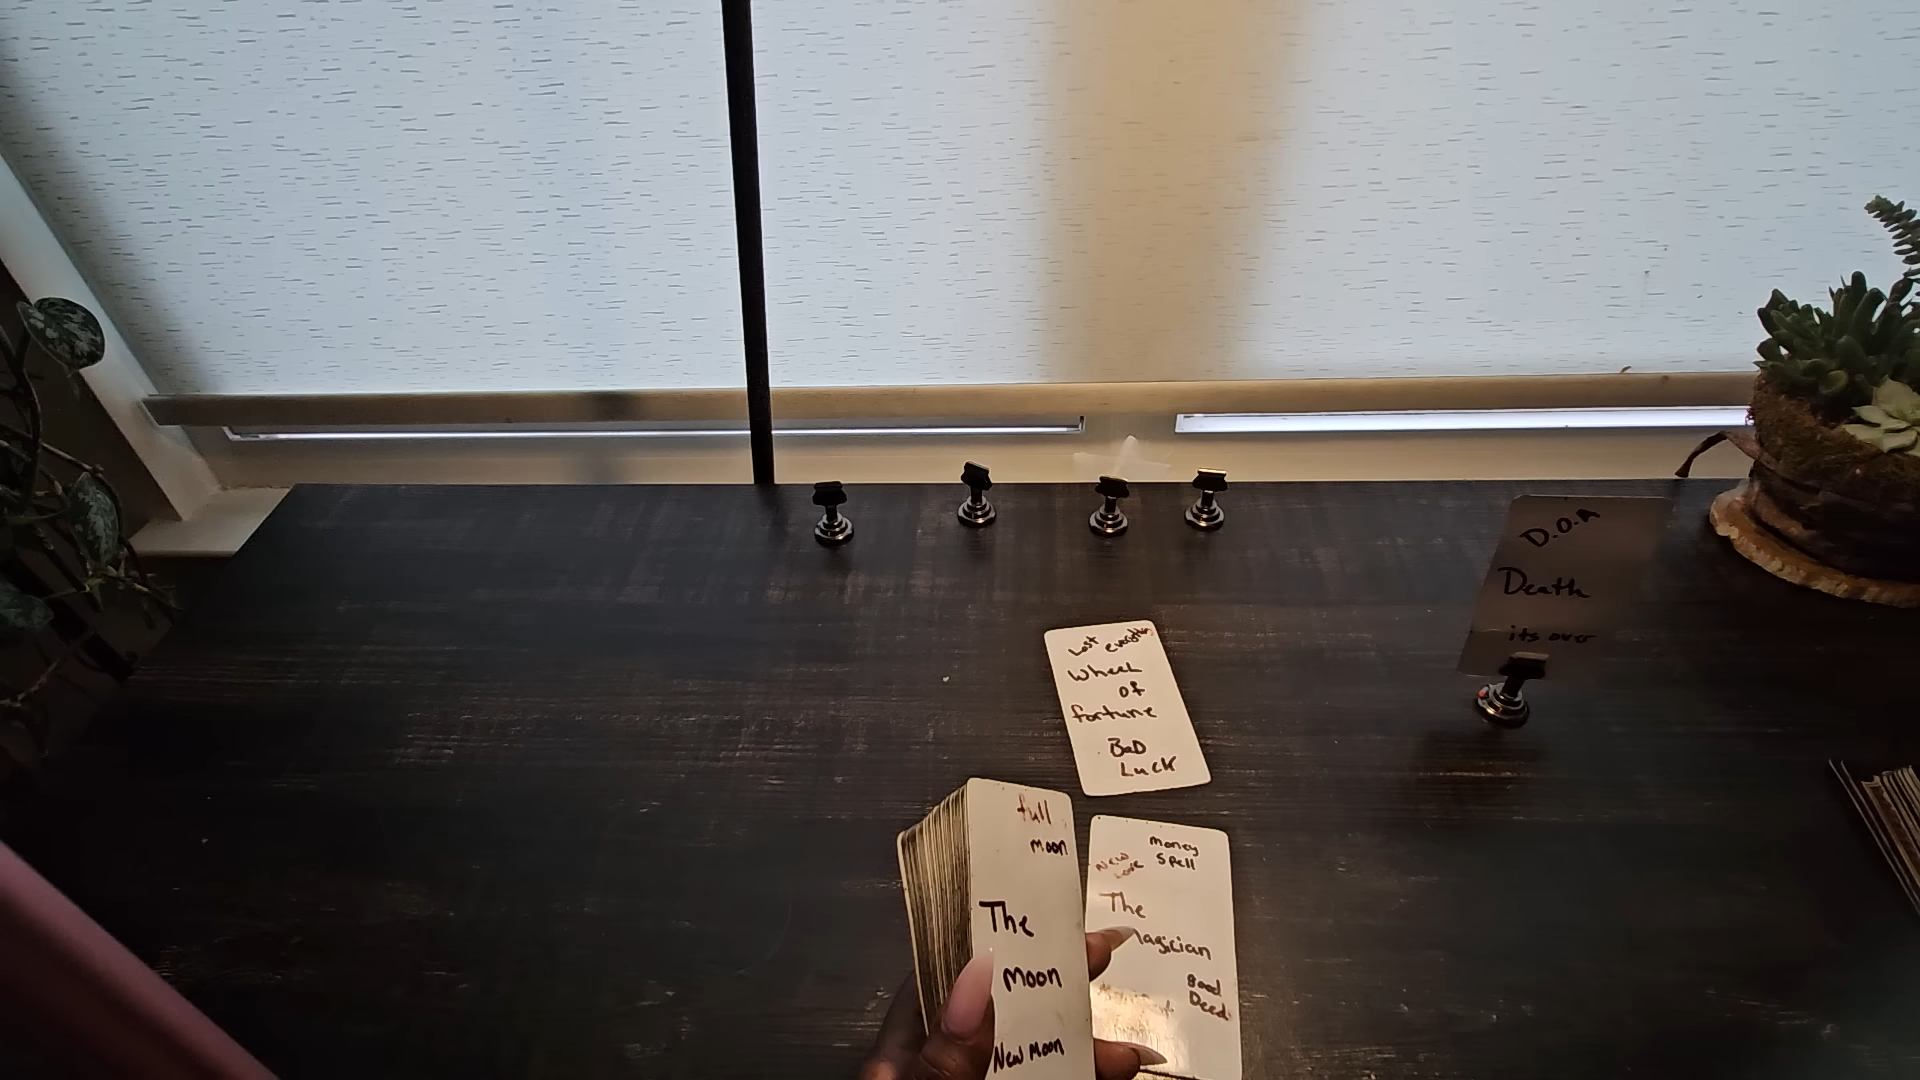 D.O.A
Death
its over
Lost everything
Wheel
of
fortune
BaD
Luck
full
moon
The
Moon
New Moon
money
Spell
New
Love
The
Magician
Good
Deed